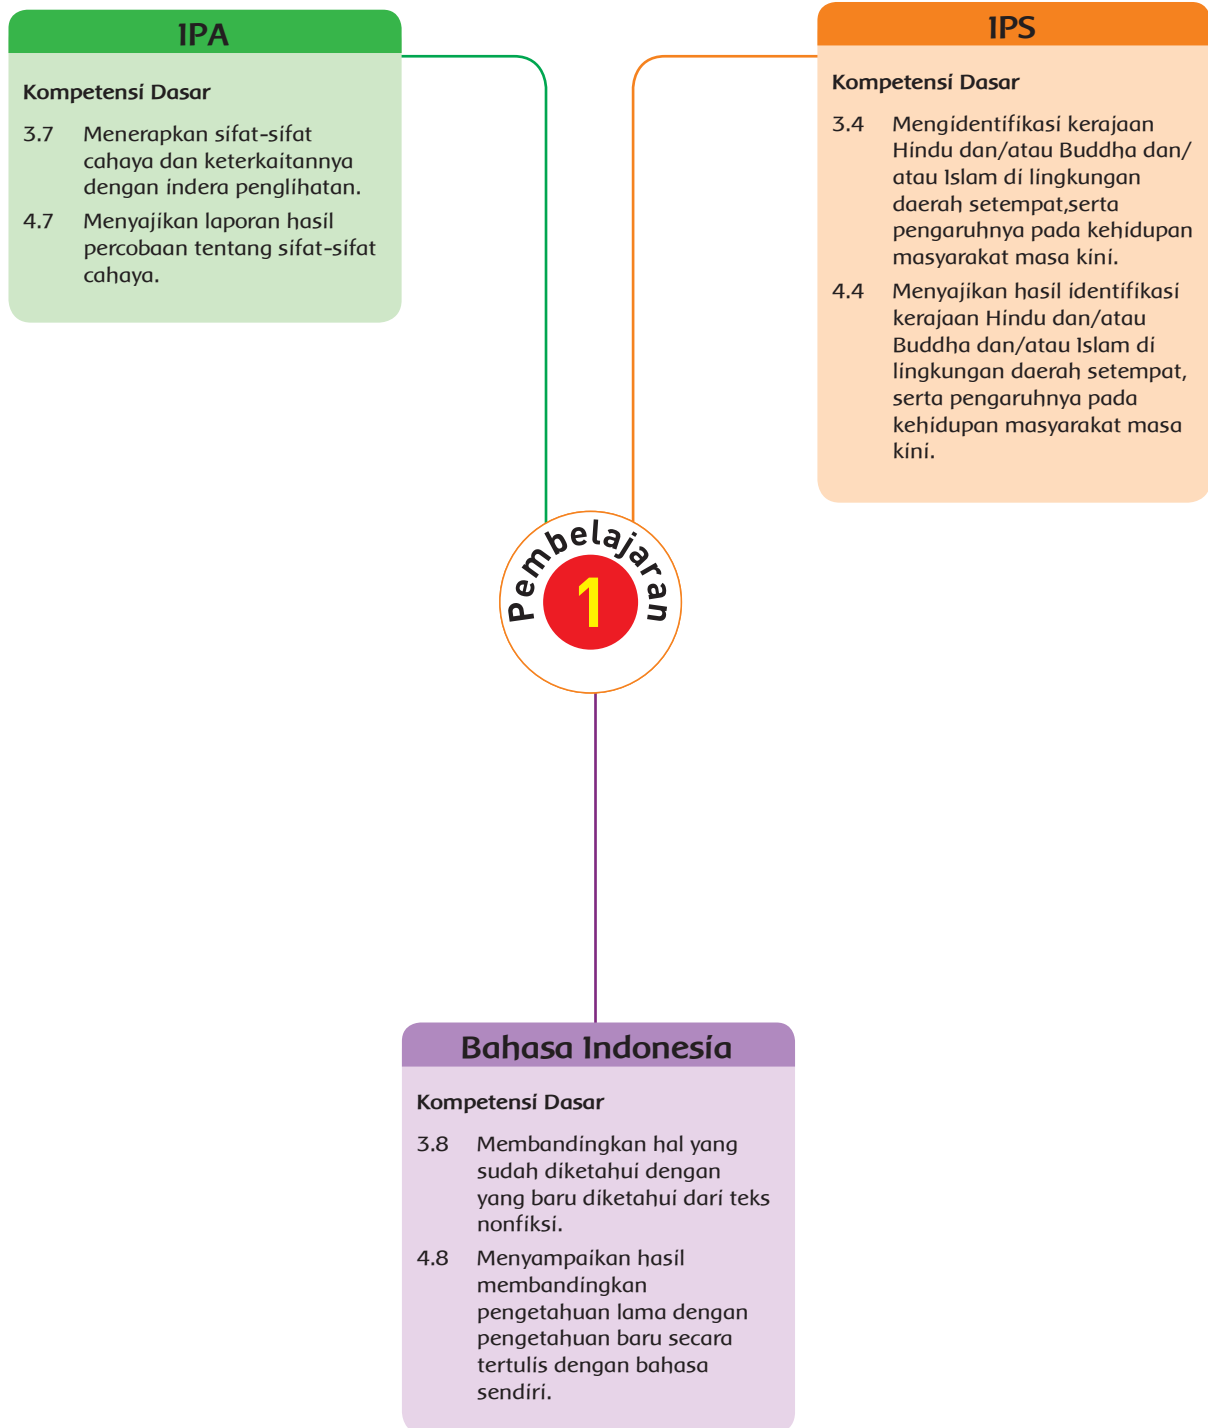 IPA
Kompetensi Dasar
3.7 Menerapkan sifat-sifat
cahaya dan keterkaitannya
dengan indera penglihatan.
4.7 Menyajikan laporan hasil
percobaan tentang sifat-sifat
cahaya.
IPS
Kompetensi Dasar
3.4 Mengidentifikasi kerajaan
Hindu dan/atau Buddha dan/
atau Islam di lingkungan
daerah setempat,serta
pengaruhnya pada kehidupan
masyarakat masa kini.
4.4 Menyajikan hasil identifikasi
kerajaan Hindu dan/atau
Buddha dan/atau Islam di
lingkungan daerah setempat,
serta pengaruhnya pada
kehidupan masyarakat masa
kini.
Pembelajaran
1
Bahasa Indonesia
Kompetensi Dasar
3.8 Membandingkan hal yang
sudah diketahui dengan
yang baru diketahui dari teks
nonfiksi.
4.8 Menyampaikan hasil
membandingkan
pengetahuan lama dengan
pengetahuan baru secara
tertulis dengan bahasa
sendiri.